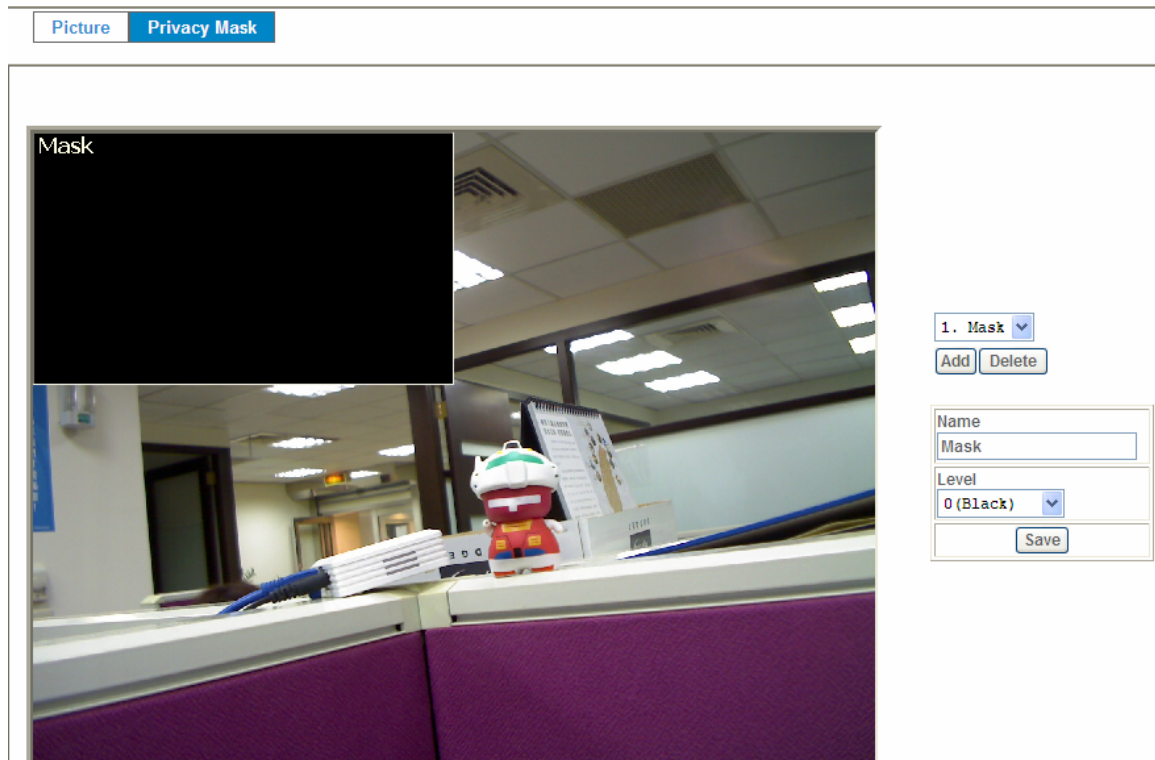 Picture
Privacy Mask
Mask
1. Mask
Add
Delete
Name
Mask
Level
0(Black)
Save